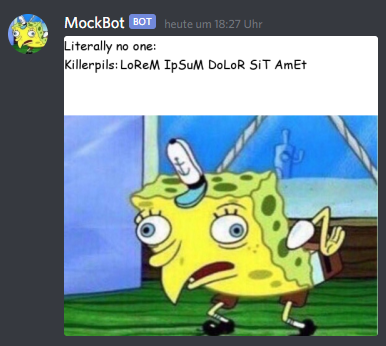 MockBot BOT heute um 18:27 Uhr
Literally no one:
Killerpils: LoReM IpSuM DoLoR SiT AmEt